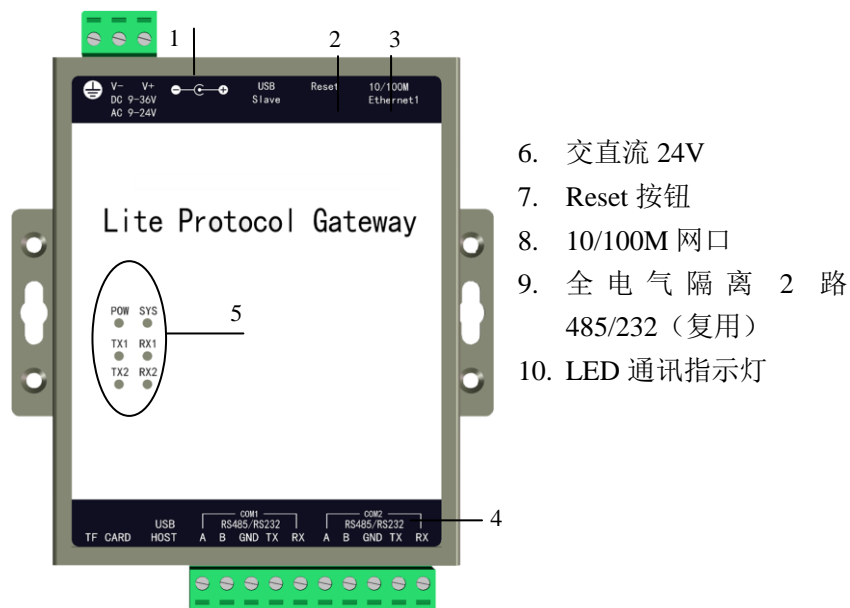 1
2
3
V- V+
DC 9-36V
AC 9-24V
USB
Slave
Reset
10/100M
Ethernet1
Lite Protocol Gateway
POW SYS
TX1 RX1
TX2 RX2
5
TF CARD
USB
HOST
COM1
RS485/RS232
A B GND TX RX
COM2
RS485/RS232
A B GND TX RX
4
6. 交直流 24V
7. Reset 按钮
8. 10/100M 网口
9. 全电气隔离 2 路
485/232（复用）
10. LED 通讯指示灯